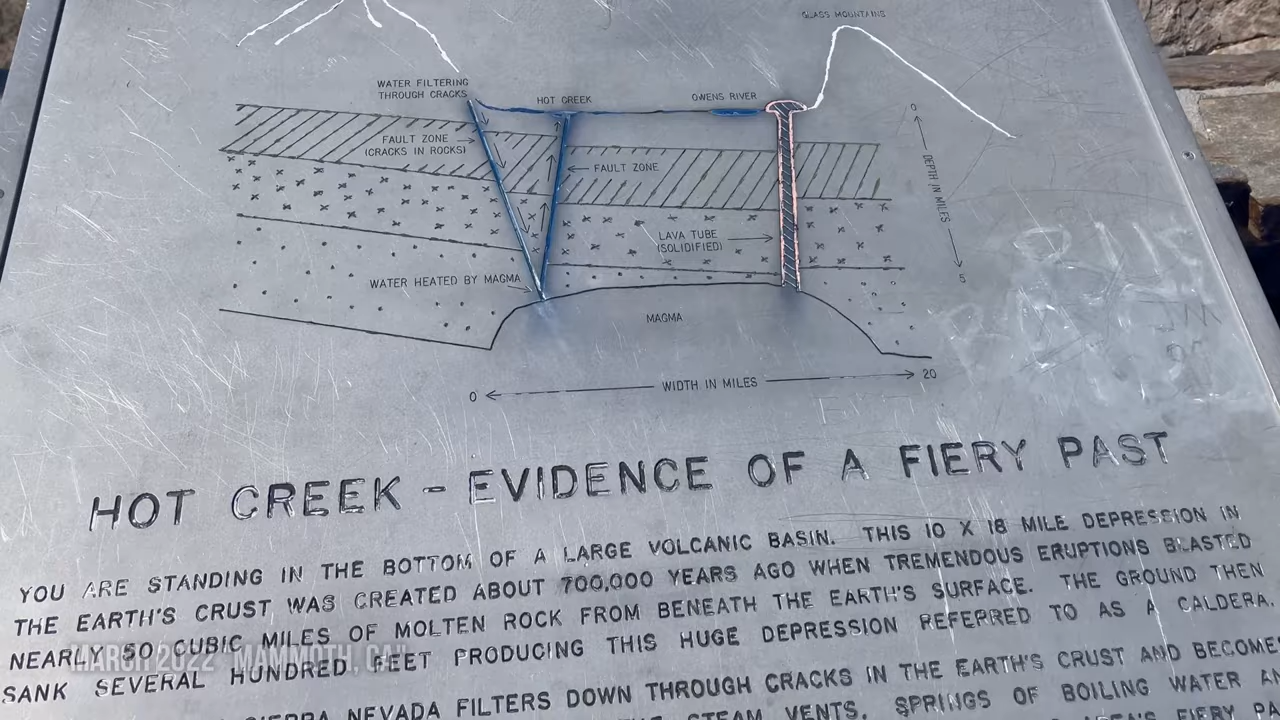 GLASS MOUNTAINS
WATER FILTERING
THROUGH CRACKS
HOT CREEK
OWENS RIVER
0
FAULT ZONE
(CRACKS IN ROCKS)
FAULT ZONE
DEPTH IN MILES
LAVA TUBE
(SOLIDIFIED)
5
WATER HEATED BY MAGMA
MAGMA
0
WIDTH IN MILES
20
HOT CREEK - EVIDENCE OF A FIERY PAST
YOU ARE STANDING IN THE BOTTOM OF A LARGE VOLCANIC BASIN. THIS 10 X 18 MILE DEPRESSION IN
THE EARTH'S CRUST WAS CREATED ABOUT 700,000 YEARS AGO WHEN TREMENDOUS ERUPTIONS BLASTED
NEARLY 50 CUBIC MILES OF MOLTEN ROCK FROM BENEATH THE EARTH'S SURFACE. THE GROUND THEN
SANK SEVERAL HUNDRED FEET PRODUCING THIS HUGE DEPRESSION REFERRED TO AS A CALDERA.
NEVADA FILTERS DOWN THROUGH CRACKS IN THE EARTH'S CRUST AND BECOME
STEAM VENTS, SPRINGS OF BOILING WATER
FIERY
MARCH 2022 "MAMMOTH, CA"